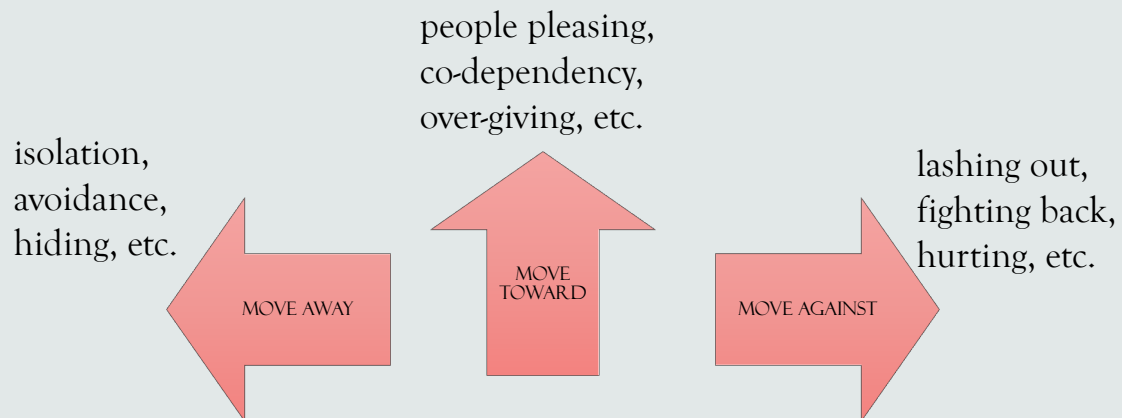 people pleasing,
co-dependency,
over-giving, etc.
isolation,
avoidance,
hiding, etc.
lashing out,
fighting back,
hurting, etc.
MOVE AWAY
MOVE
TOWARD
MOVE AGAINST